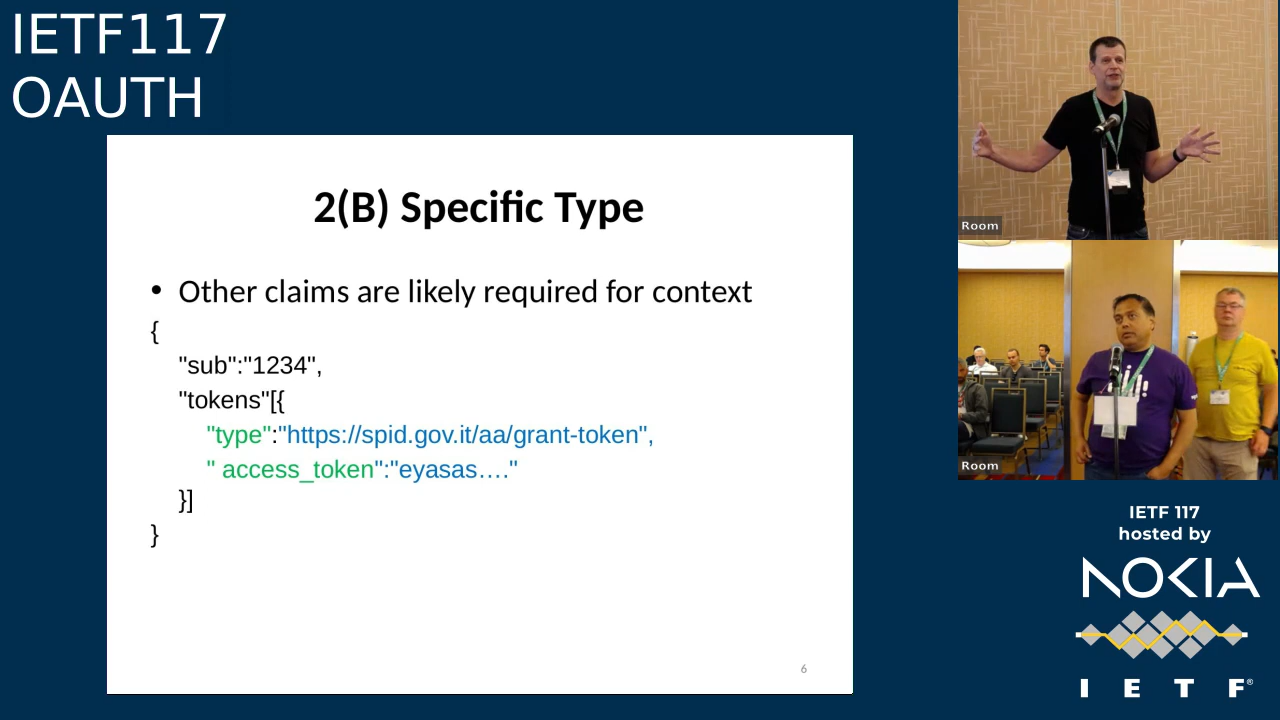 IETF117
OAUTH
2(B) Specific Type
• Other claims are likely required for context
{
"sub":"1234",
"tokens"[{
"type":"https://spid.gov.it/aa/grant-token",
" access_token":"eyasas...."
}]
}
6
Room
Room
IETF 117
hosted by
NOKIA
I E T F®